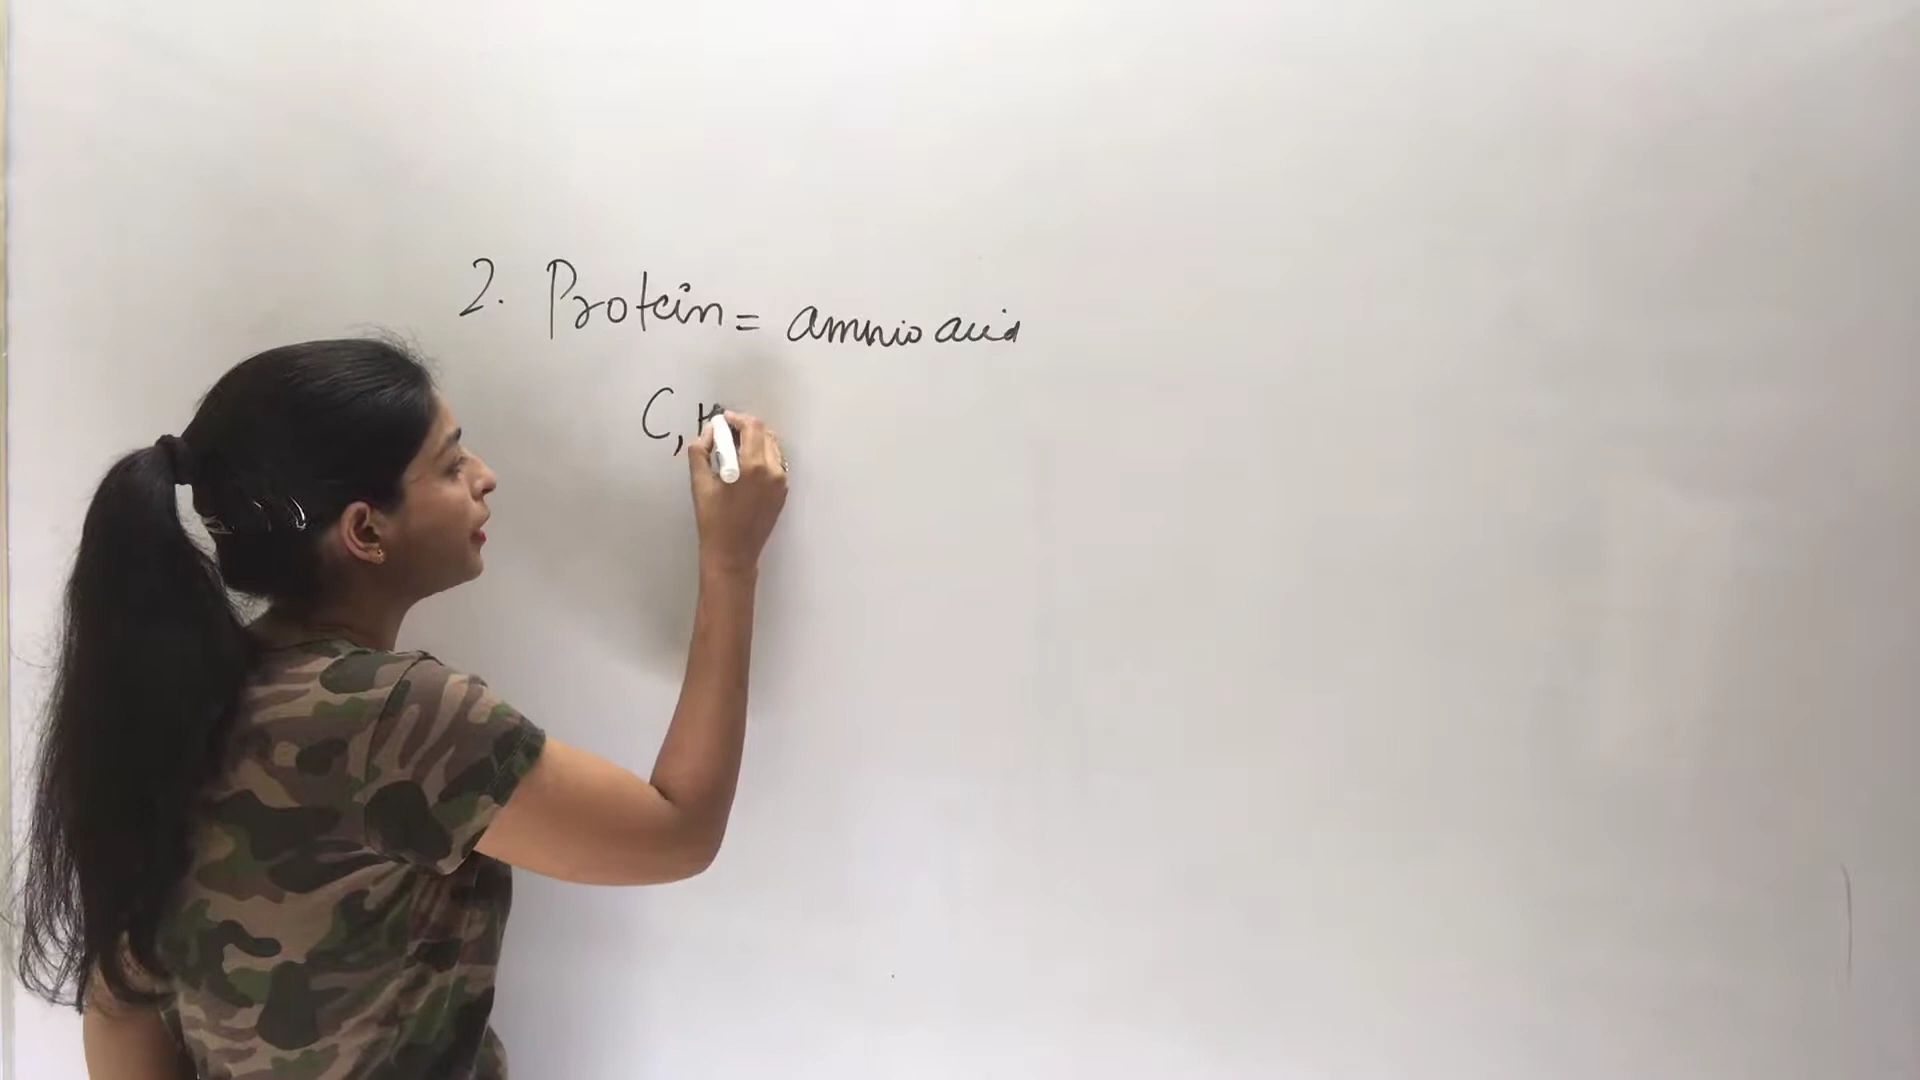 2. Protein = amnio acid
C, H